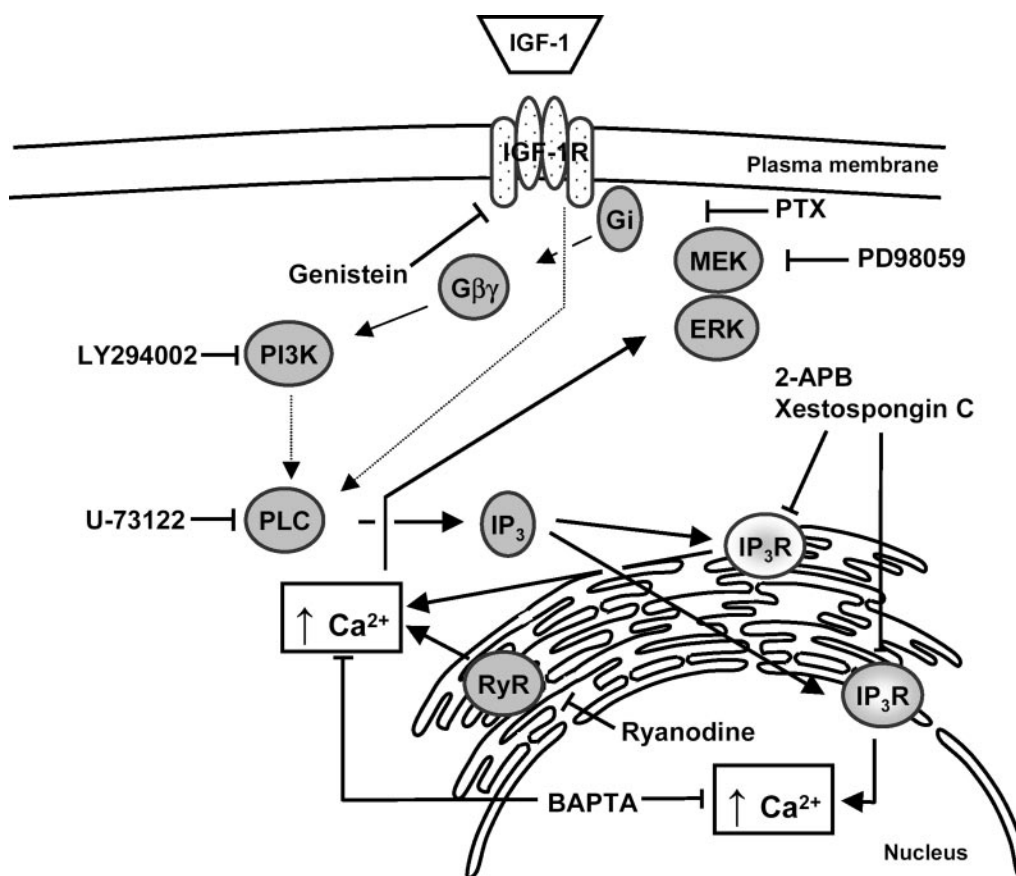 IGF-1
IGF-1R
Plasma membrane
PTX
Gi
MEK
PD98059
Genistein
Gβγ
ERK
LY294002
PI3K
2-APB
Xestospongin C
U-73122
PLC
IP₃
IP₃R
↑ Ca²⁺
RyR
IP₃R
Ryanodine
BAPTA
↑ Ca²⁺
Nucleus